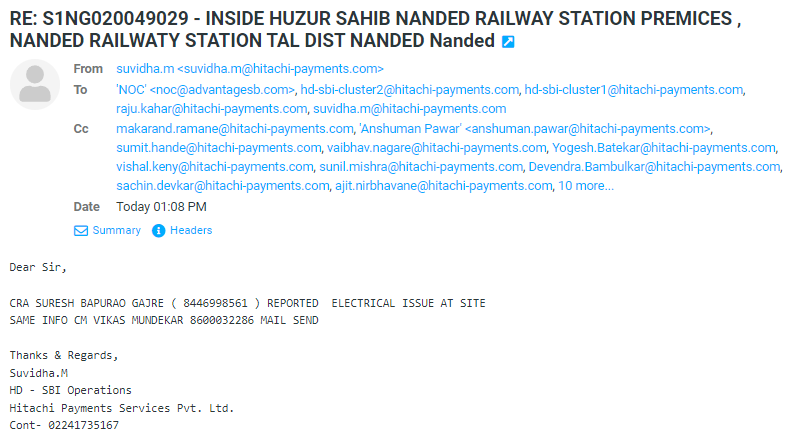 RE: S1NG020049029 - INSIDE HUZUR SAHIB NANDED RAILWAY STATION PREMICES ,
NANDED RAILWATY STATION TAL DIST NANDED Nanded
From suvidha.m <suvidha.m@hitachi-payments.com>
To 'NOC' <noc@advantagesb.com>, hd-sbi-cluster2@hitachi-payments.com, hd-sbi-cluster1@hitachi-payments.com,
raju.kahar@hitachi-payments.com, suvidha.m@hitachi-payments.com
Cc makarand.ramane@hitachi-payments.com, 'Anshuman Pawar' <anshuman.pawar@hitachi-payments.com>,
sumit.hande@hitachi-payments.com, vaibhav.nagare@hitachi-payments.com, Yogesh.Batekar@hitachi-payments.com,
vishal.keny@hitachi-payments.com, sunil.mishra@hitachi-payments.com, Devendra.Bambulkar@hitachi-payments.com,
sachin.devkar@hitachi-payments.com, ajit.nirbhavane@hitachi-payments.com, 10 more...
Date Today 01:08 PM
Summary Headers
Dear Sir,
CRA SURESH BAPURAO GAJRE ( 8446998561 ) REPORTED  ELECTRICAL ISSUE AT SITE
SAME INFO CM VIKAS MUNDEKAR 8600032286 MAIL SEND
Thanks & Regards,
Suvidha.M
HD - SBI Operations
Hitachi Payments Services Pvt. Ltd.
Cont- 02241735167